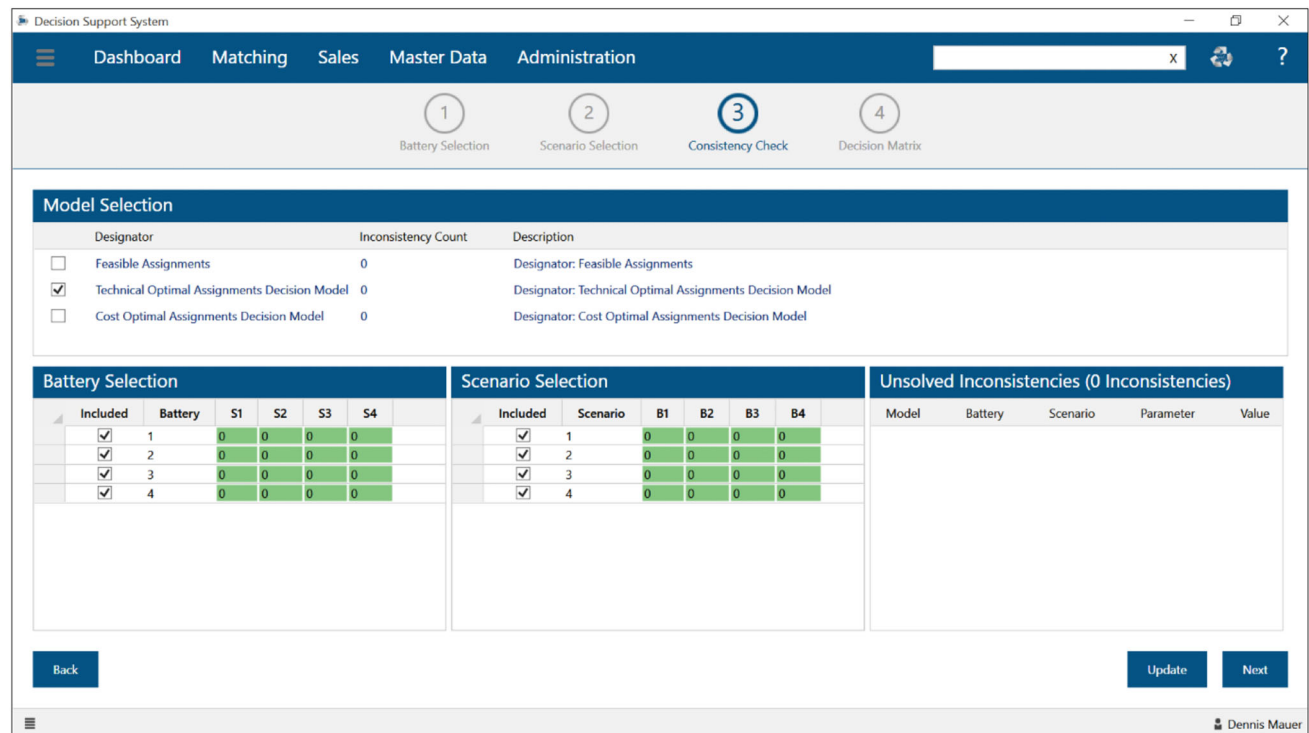 Decision Support System
Dashboard Matching Sales Master Data Administration x ?
1 2 3 4
Battery Selection Scenario Selection Consistency Check Decision Matrix
Model Selection
Designator Inconsistency Count Description
Feasible Assignments 0 Designator: Feasible Assignments
Technical Optimal Assignments Decision Model 0 Designator: Technical Optimal Assignments Decision Model
Cost Optimal Assignments Decision Model 0 Designator: Cost Optimal Assignments Decision Model
Battery Selection
Included Battery S1 S2 S3 S4
1 0 0 0 0
2 0 0 0 0
3 0 0 0 0
4 0 0 0 0
Scenario Selection
Included Scenario B1 B2 B3 B4
1 0 0 0 0
2 0 0 0 0
3 0 0 0 0
4 0 0 0 0
Unsolved Inconsistencies (0 Inconsistencies)
Model Battery Scenario Parameter Value
Back Update Next
Dennis Mauer